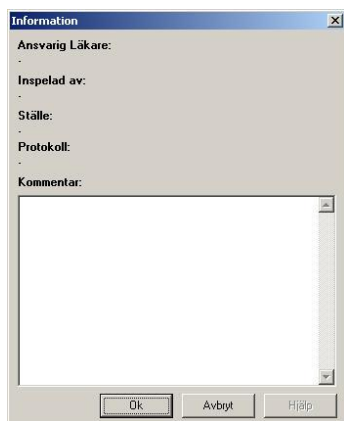 Information
Ansvarig Läkare:
-
Inspelad av:
-
Ställe:
-
Protokoll:
-
Kommentar:
Ok Avbryt Hjälp